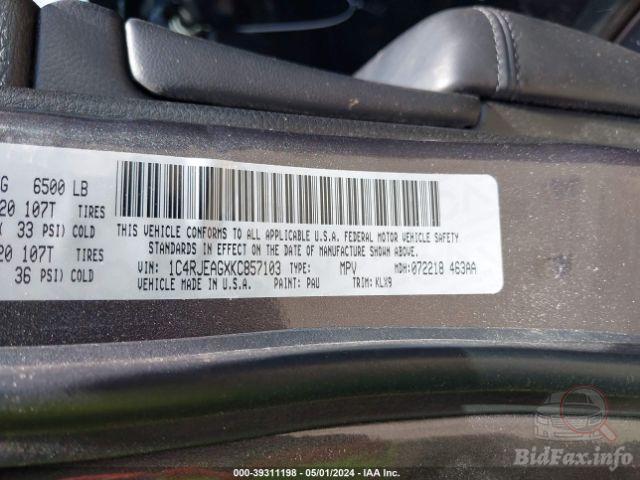 G 6500 LB
20 107T TIRES
( 33 PSI) COLD
20 107T TIRES
36 PSI) COLD
THIS VEHICLE CONFORMS TO ALL APPLICABLE U.S.A. FEDERAL MOTOR VEHICLE SAFETY
STANDARDS IN EFFECT ON THE DATE OF MANUFACTURE SHOWN ABOVE.
VIN: 1C4RJEAGXKC857103 TYPE: MPV MDH: 072218 463AA
VEHICLE MADE IN U.S.A. PAINT: PAU TRIM: KLX9
000-39311198 - 05/01/2024 - IAA Inc.
BidFax.info